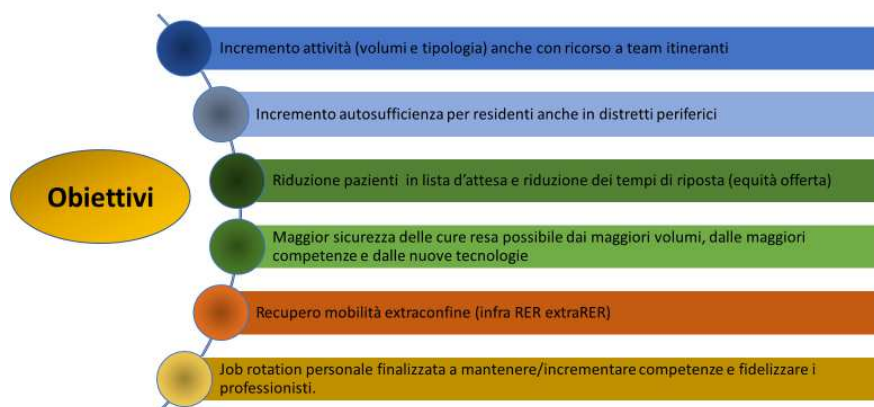 Obiettivi
Incremento attività (volumi e tipologia) anche con ricorso a team itineranti
Incremento autosufficienza per residenti anche in distretti periferici
Riduzione pazienti in lista d'attesa e riduzione dei tempi di riposta (equità offerta)
Maggior sicurezza delle cure resa possibile dai maggiori volumi, dalle maggiori
competenze e dalle nuove tecnologie
Recupero mobilità extraconfine (infra RER extraRER)
Job rotation personale finalizzata a mantenere/incrementare competenze e fidelizzare i
professionisti.